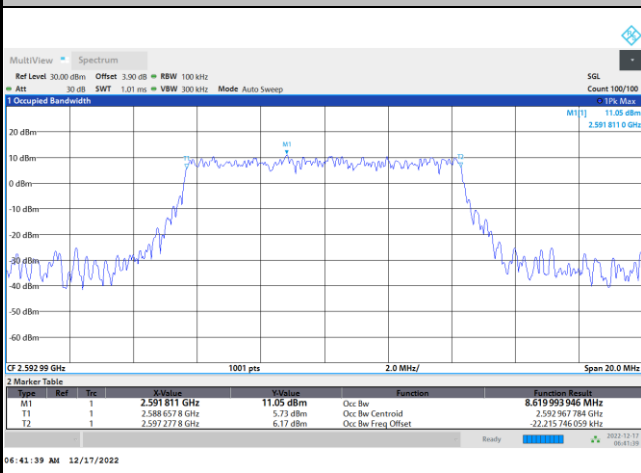 MultiView Spectrum
Ref Level 30.00 dBm Offset 3.90 dB RBW 100 kHz SGL
Att 30 dB SWT 1.01 ms VBW 300 kHz Mode Auto Sweep Count 100/100
1 Occupied Bandwidth 1Pk Max
M1[1] 11.05 dBm
2.591 811 0 GHz
20 dBm
M1
10 dBm
T1
T2
0 dBm
-10 dBm
-20 dBm
-30 dBm
-40 dBm
-50 dBm
-60 dBm
CF 2.592 99 GHz 1001 pts 2.0 MHz/ Span 20.0 MHz
2 Marker Table
Type Ref Trc X-Value Y-Value Function Function Result
M1 1 2.591 811 GHz 11.05 dBm Occ Bw 8.619 993 946 MHz
T1 1 2.588 657 8 GHz 5.73 dBm Occ Bw Centroid 2.592 967 784 GHz
T2 1 2.597 277 8 GHz 6.17 dBm Occ Bw Freq Offset -22.215 746 059 kHz
Ready 2022-12-17
06:41:39
06:41:39 AM 12/17/2022